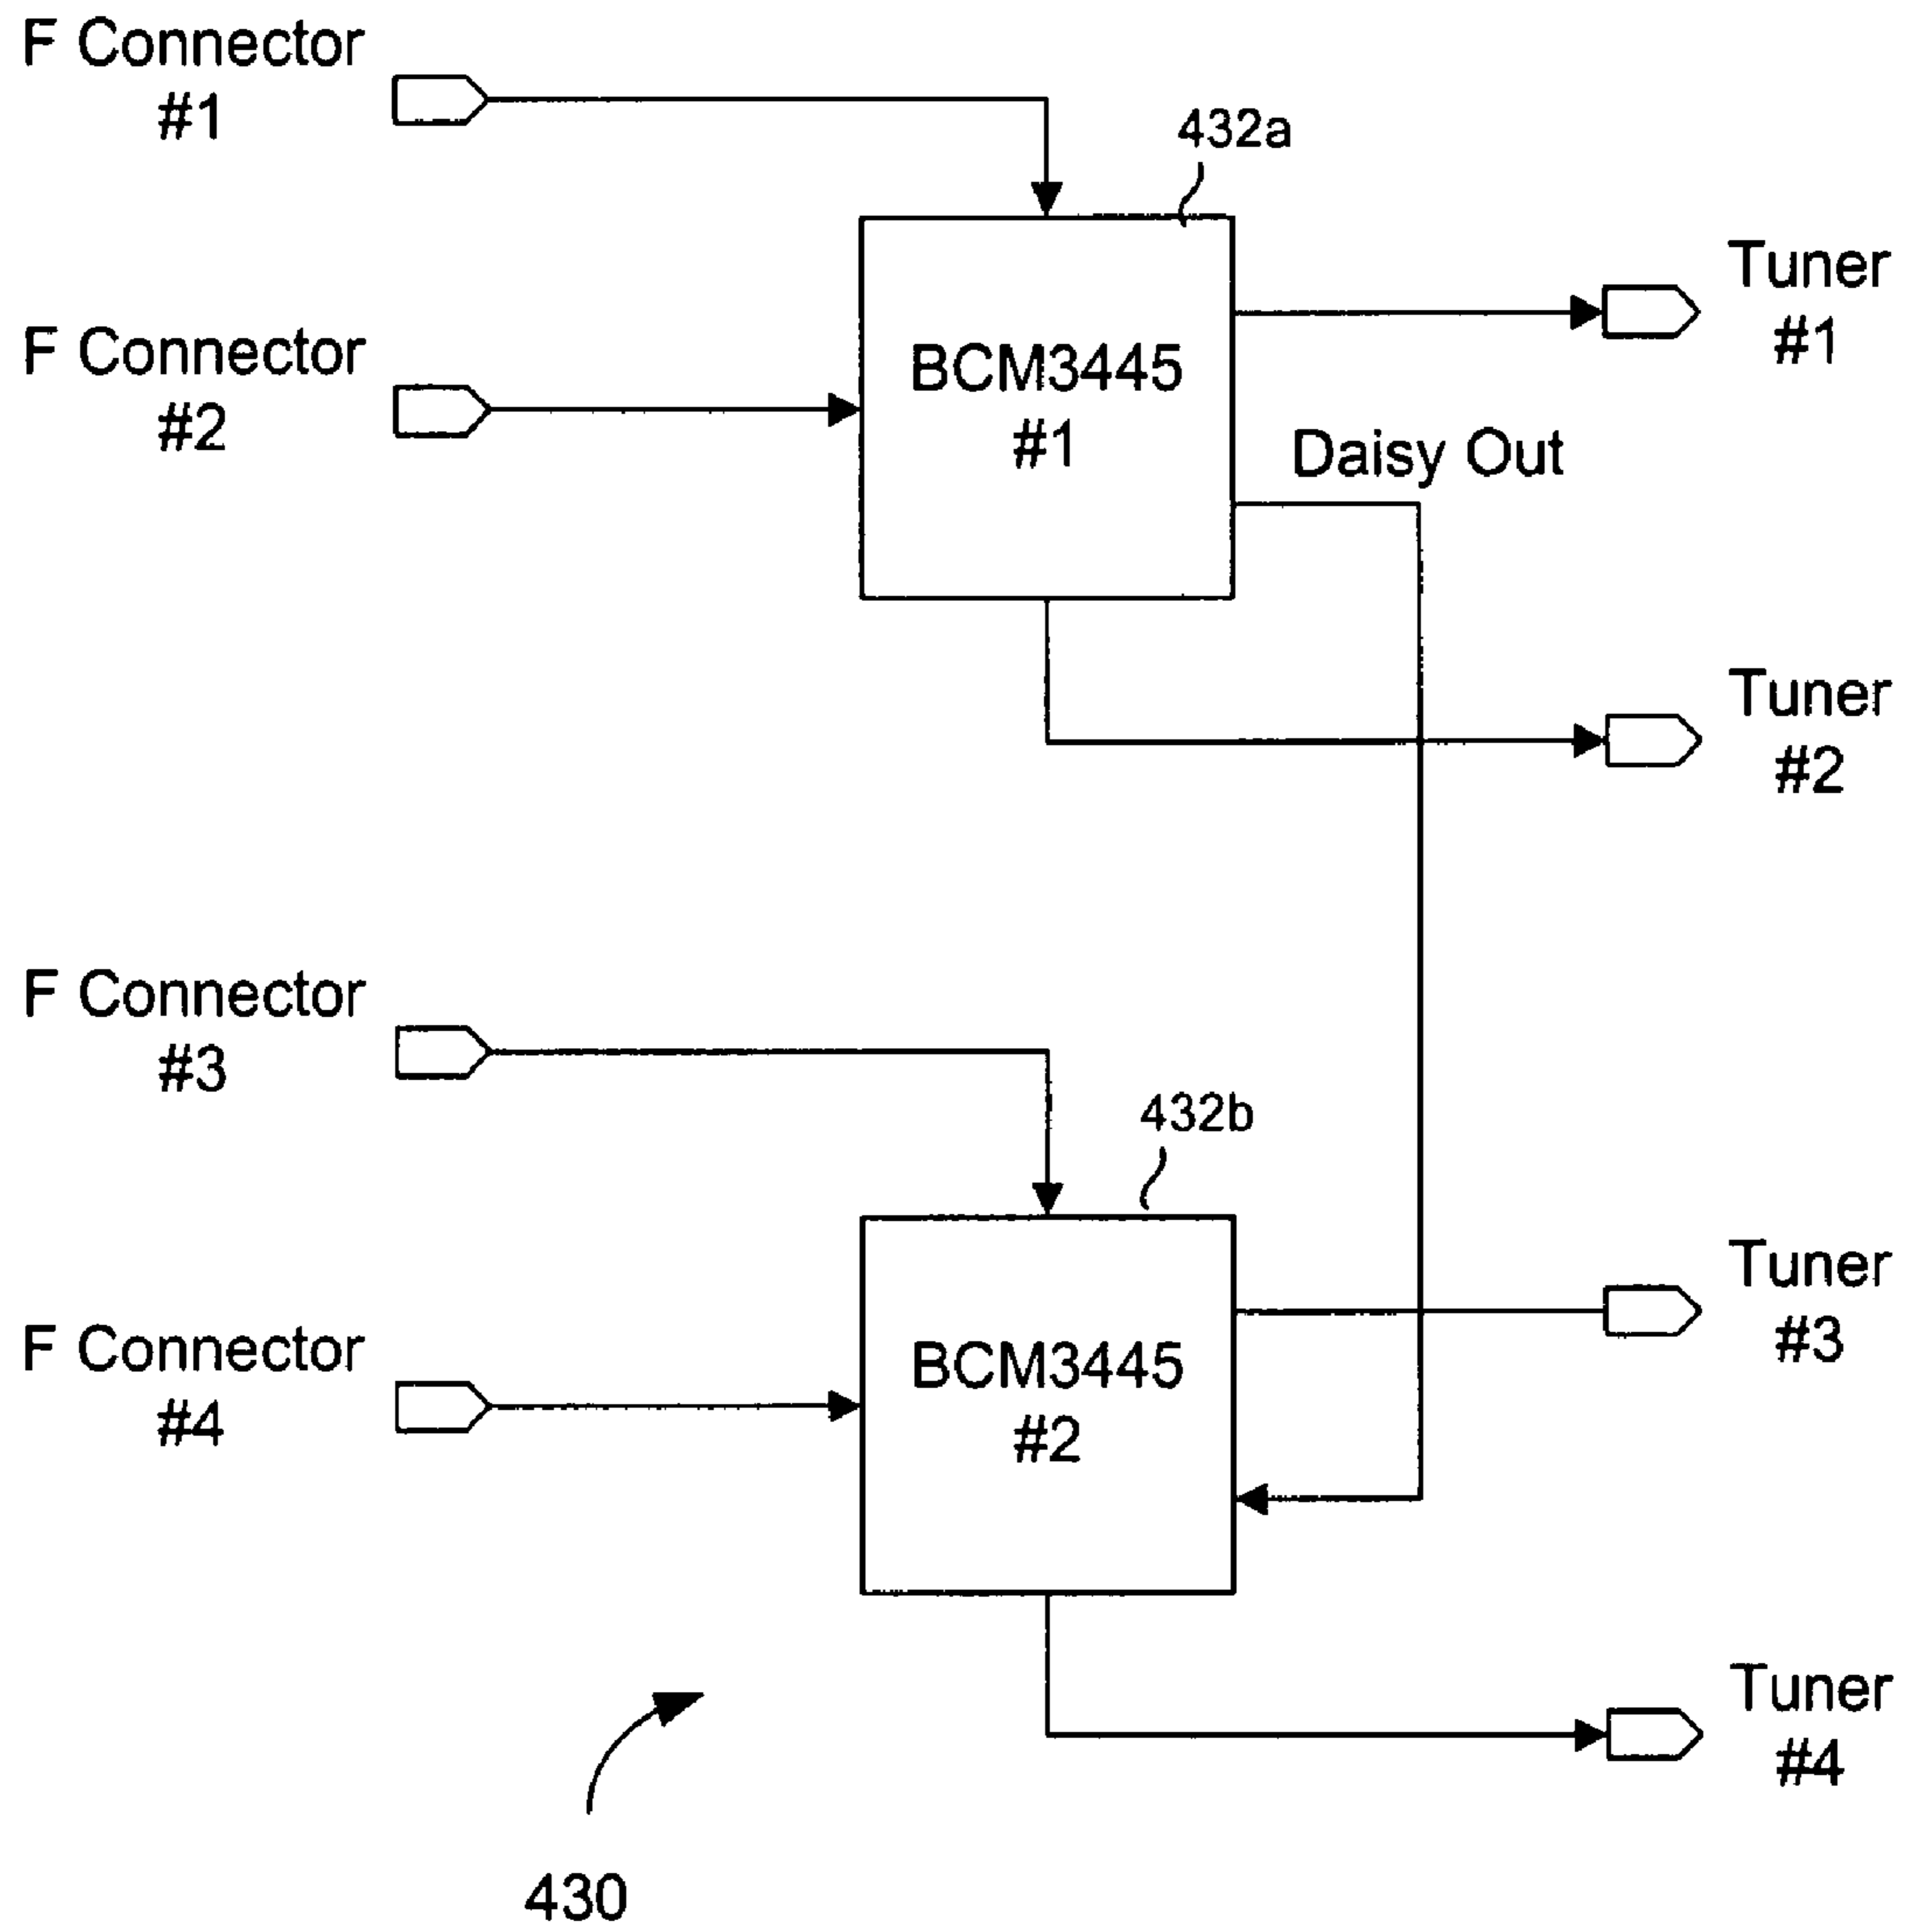 F Connector
#1
432a
Tuner
#1
F Connector
#2
BCM3445
#1
Daisy Out
Tuner
#2
F Connector
#3
432b
Tuner
#3
F Connector
#4
BCM3445
#2
Tuner
#4
430